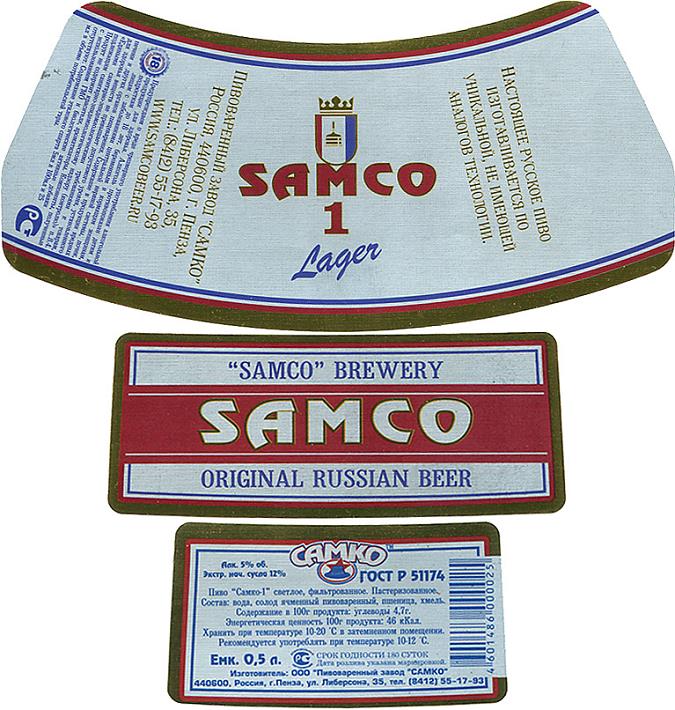 НАСТОЯЩЕЕ РУССКОЕ ПИВО
ИЗГОТАВЛИВАЕТСЯ ПО
УНИКАЛЬНОЙ, НЕ ИМЕЮЩЕЙ
АНАЛОГОВ ТЕХНОЛОГИИ.
SAMCO
1
Lager
ПИВОВАРЕННЫЙ ЗАВОД "САМКО"
РОССИЯ 440600, Г. ПЕНЗА,
УЛ. ЛИБЕРСОНА, 35,
ТЕЛ.: (8412) 55-17-93
WWW.SAMKOBEER.RU
18
"SAMCO" BREWERY
SAMCO
ORIGINAL RUSSIAN BEER
САМКО
Алк. 5% об.
Экстр. нач. сусла 12%
ГОСТ Р 51174
Пиво "Самко-1" светлое, фильтрованное. Пастеризованное.
Состав: вода, солод ячменный пивоваренный, пшеница, хмель.
Содержание в 100г продукта: углеводы 4,7г.
Энергетическая ценность 100г продукта: 46 кКал.
Хранить при температуре 10-20 °С в затемненном помещении.
Рекомендуется употреблять при температуре 10-12 °С.
Емк. 0,5 л.
СРОК ГОДНОСТИ 180 СУТОК
Дата розлива указана маркировкой.
Изготовитель: ООО "Пивоваренный завод "САМКО"
440600, Россия, г.Пенза, ул. Либерсона, 35, тел. (8412) 55-17-93
4 601486 000025